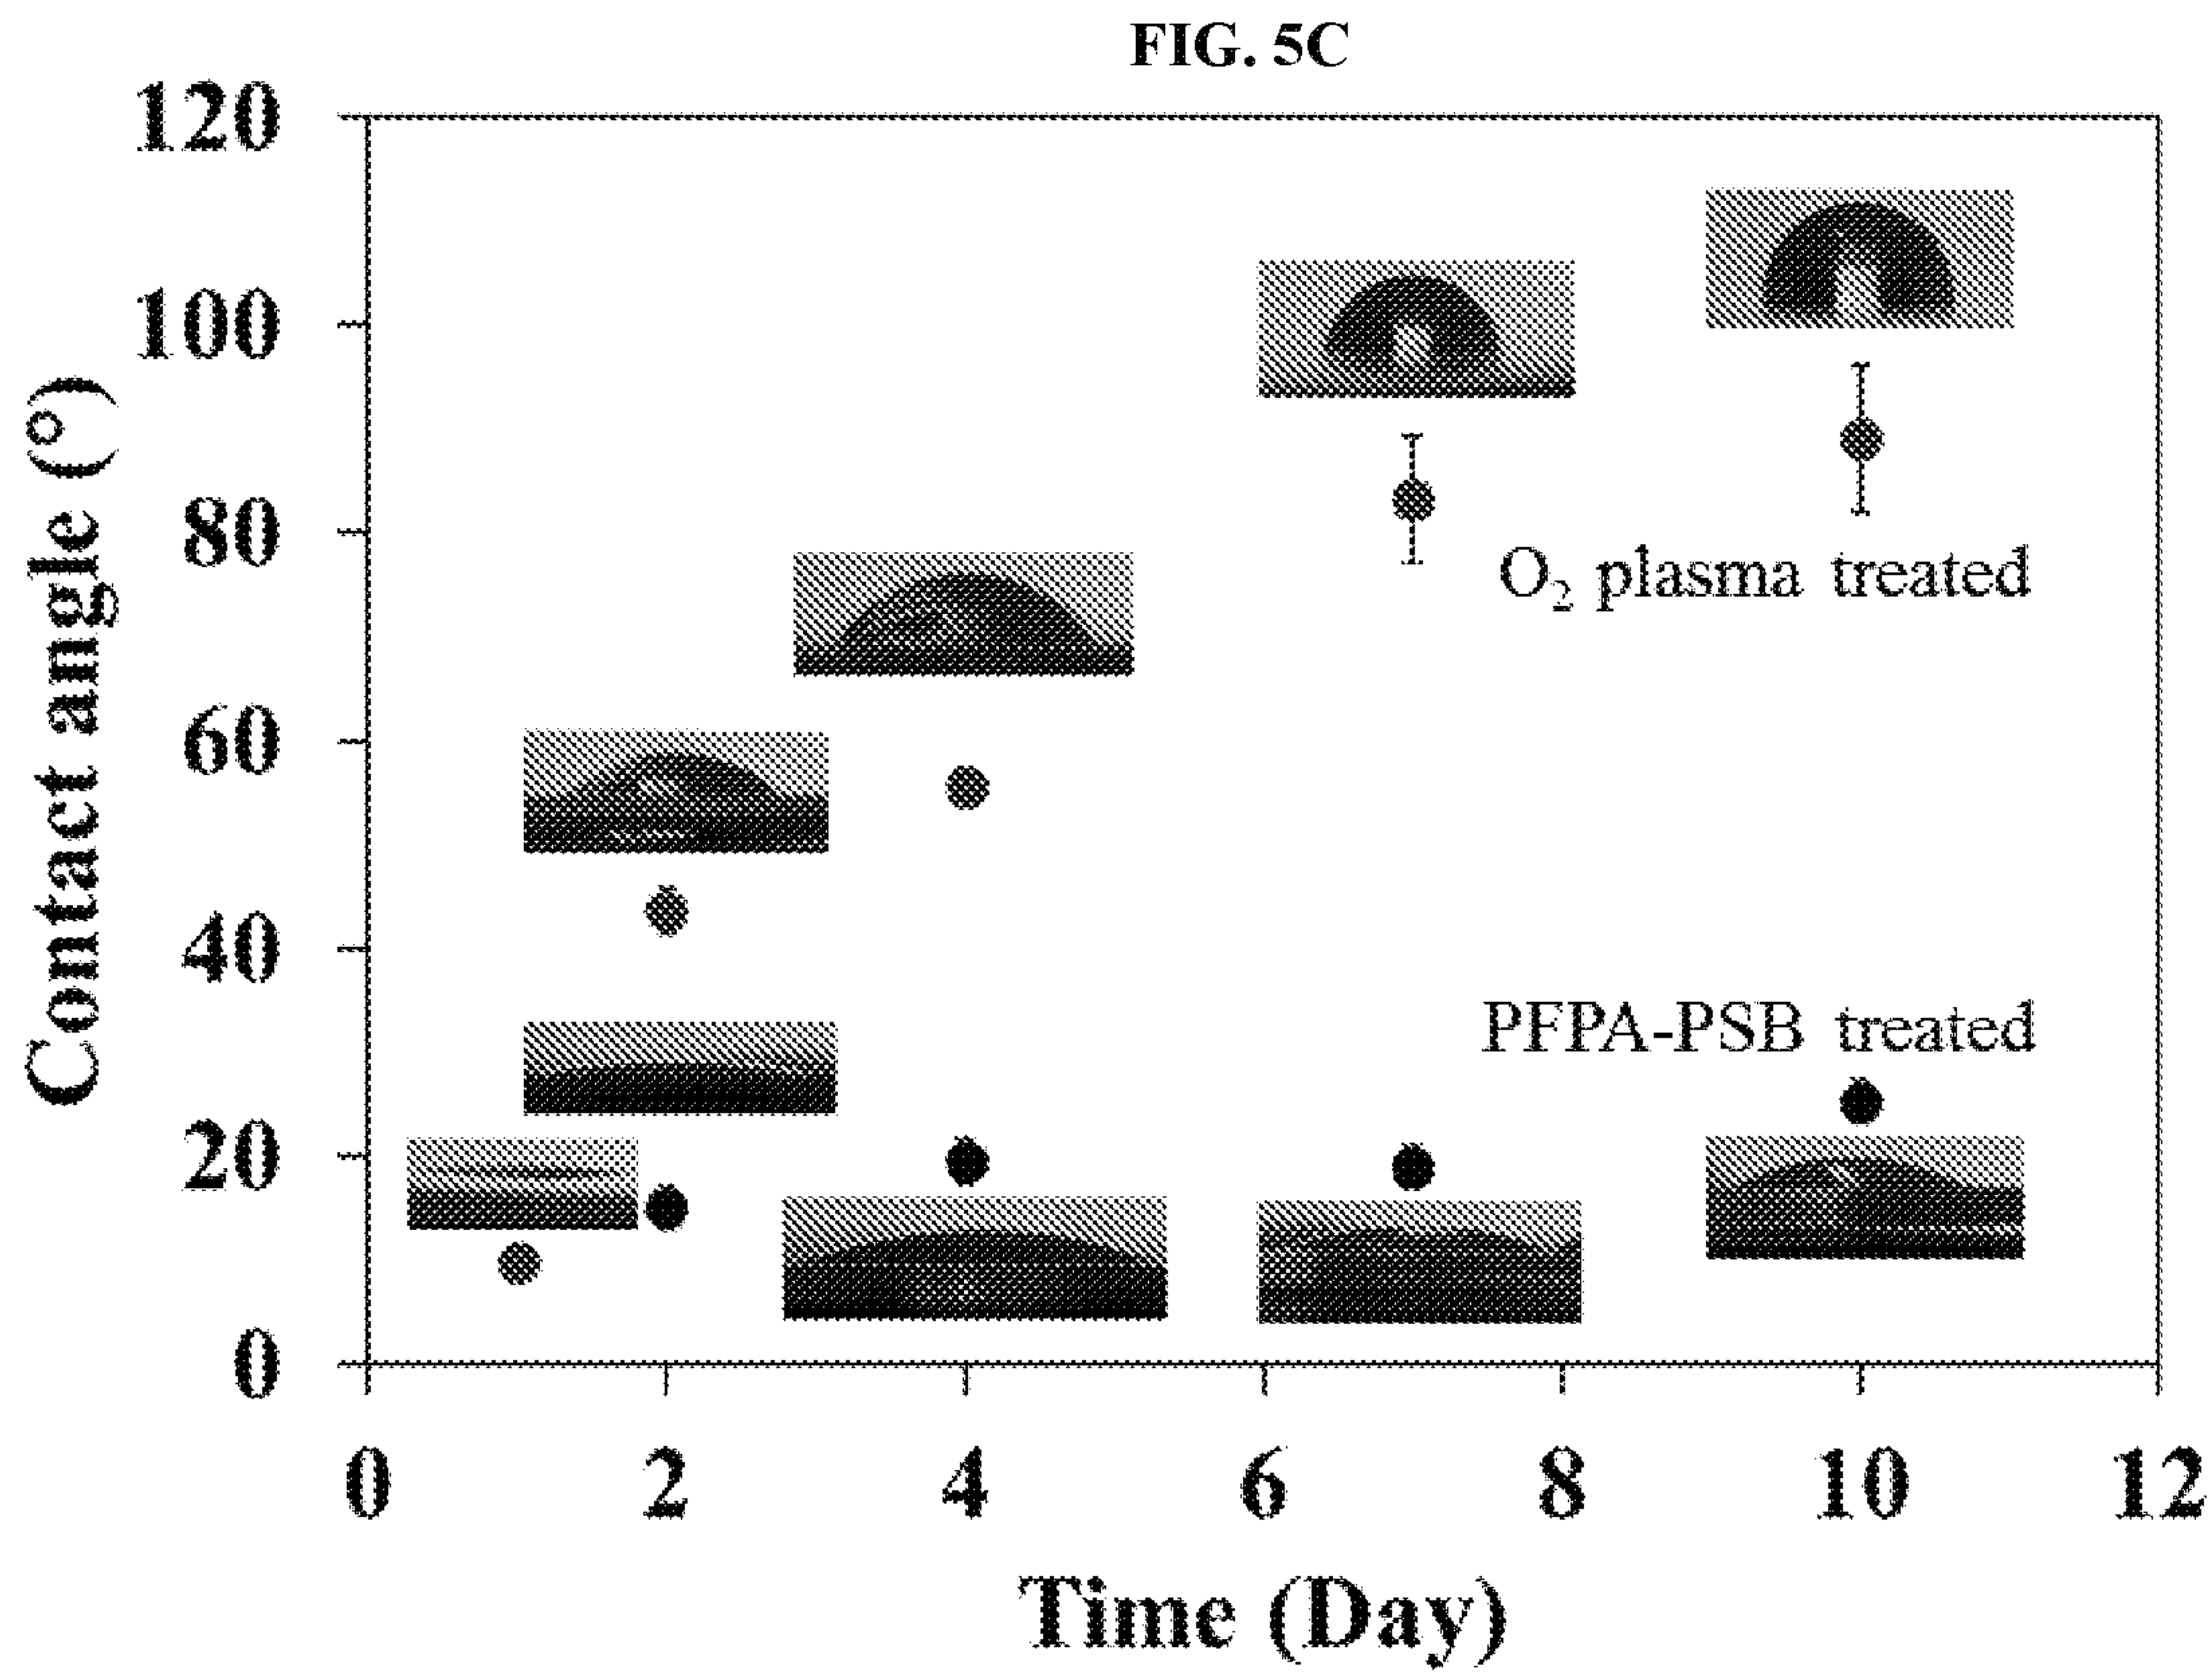 FIG. 5C
120
100
80
60
40
20
0
Contact angle (°)
O₂ plasma treated
PFPA-PSB treated
0 2 4 6 8 10 12
Time (Day)